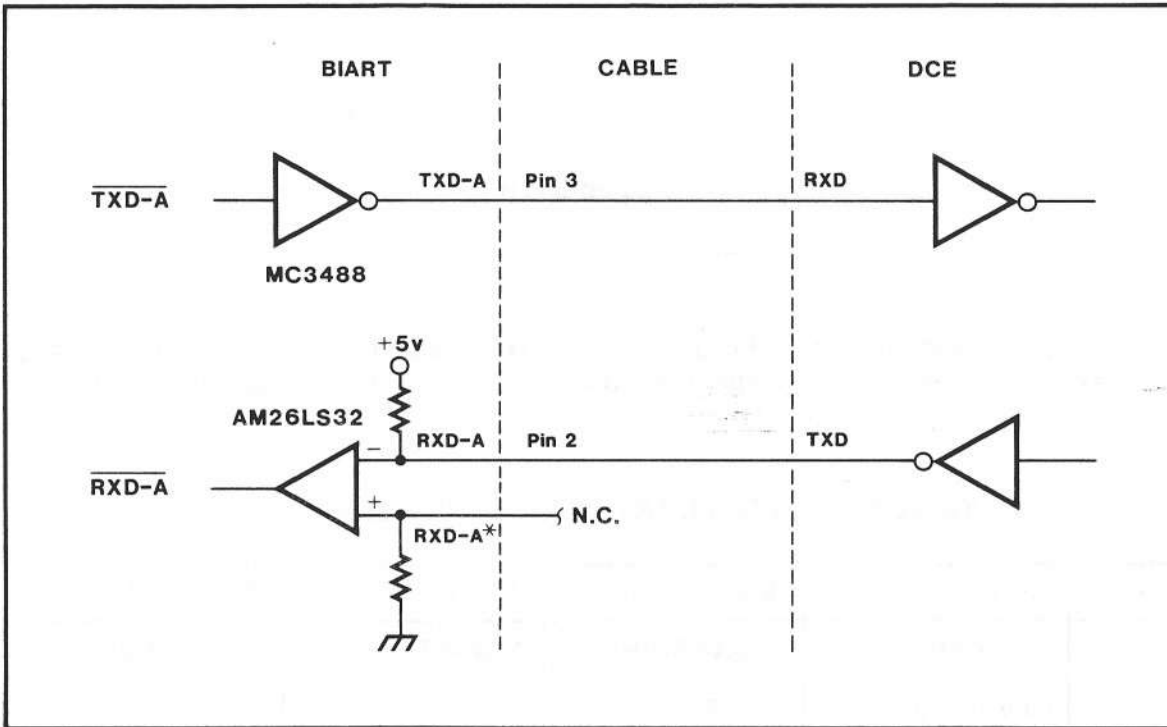 BIART CABLE DCE
TXD-A TXD-A Pin 3 RXD
MC3488
+5v
AM26LS32
- RXD-A Pin 2 TXD
RXD-A
+ N.C.
RXD-A*